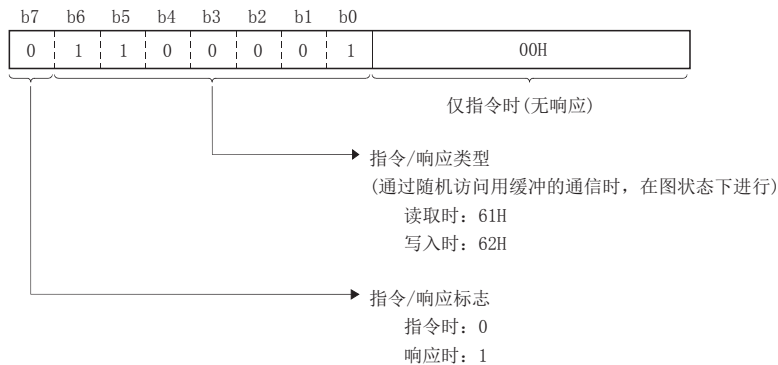 b7 b6 b5 b4 b3 b2 b1 b0
0 1 1 0 0 0 0 1 00H
仅指令时(无响应)
指令/响应类型
(通过随机访问用缓冲的通信时，在图状态下进行)
读取时：61H
写入时：62H
指令/响应标志
指令时：0
响应时：1